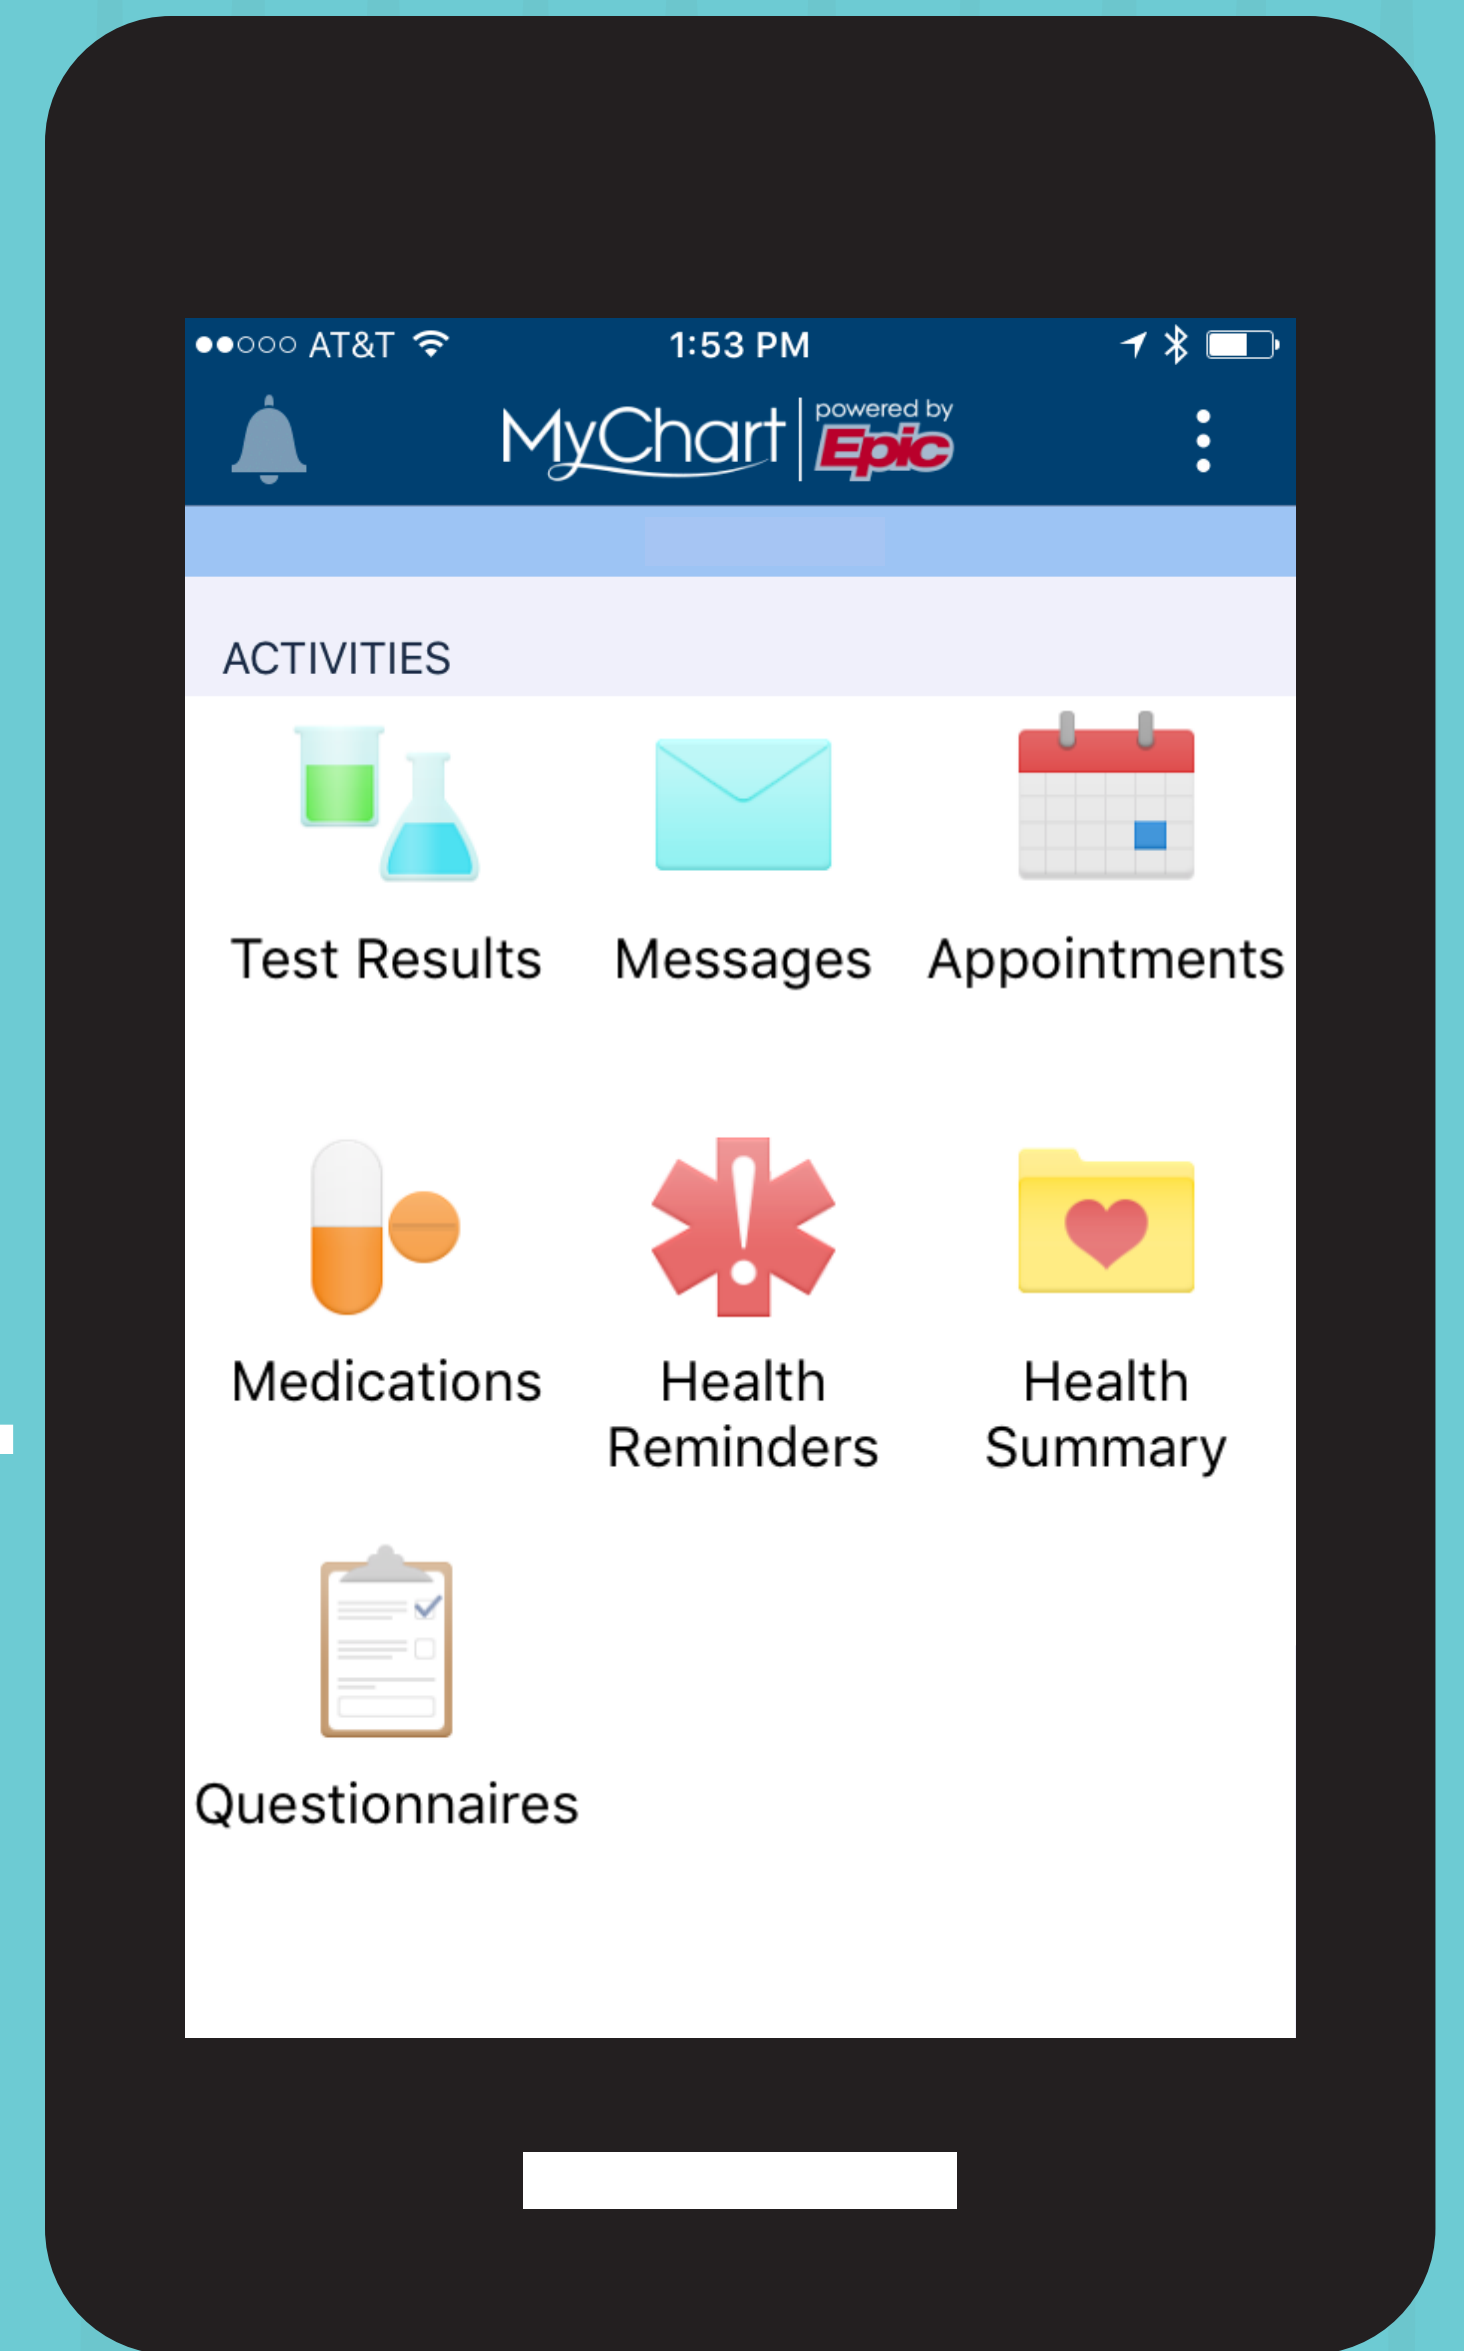 AT&T 1:53 PM
MyChart powered by Epic
ACTIVITIES
Test Results Messages Appointments
Medications Health Reminders Health Summary
Questionnaires